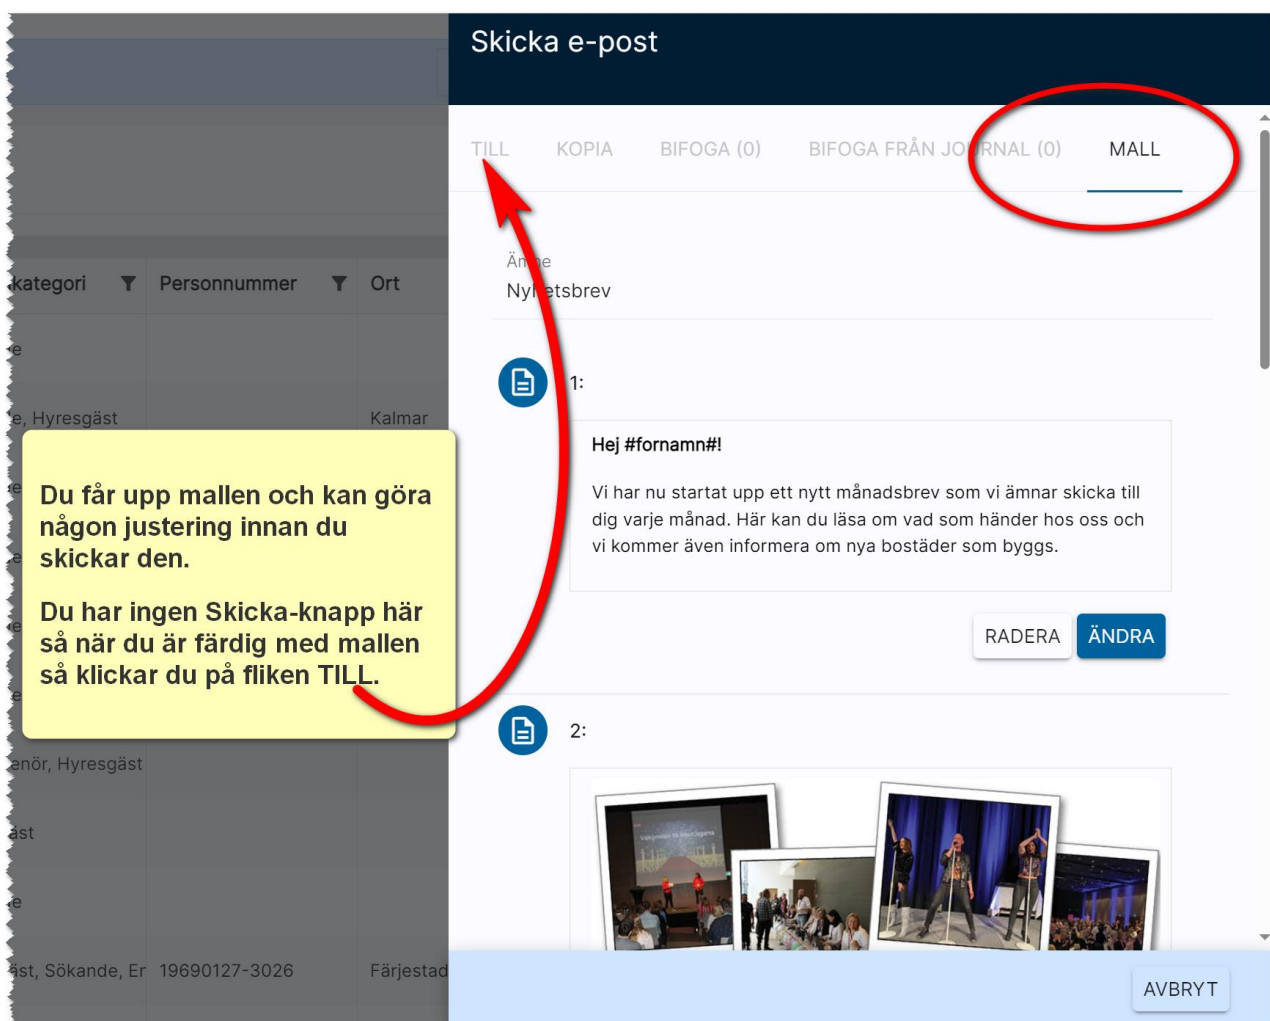 Skicka e-post
TILL KOPIA BIFOGA (0) BIFOGA FRÅN JOURNAL (0) MALL
kategori Personnummer Ort
Ämne
Nyhetsbrev
e
1:
e, Hyresgäst Kalmar
Hej #fornamn#!
Vi har nu startat upp ett nytt månadsbrev som vi ämnar skicka till
dig varje månad. Här kan du läsa om vad som händer hos oss och
vi kommer även informera om nya bostäder som byggs.
Du får upp mallen och kan göra
någon justering innan du
skickar den.
Du har ingen Skicka-knapp här
så när du är färdig med mallen
så klickar du på fliken TILL.
RADERA ÄNDRA
2:
enör, Hyresgäst
äst
e
äst, Sökande, Er 19690127-3026 Färjestad
AVBRYT